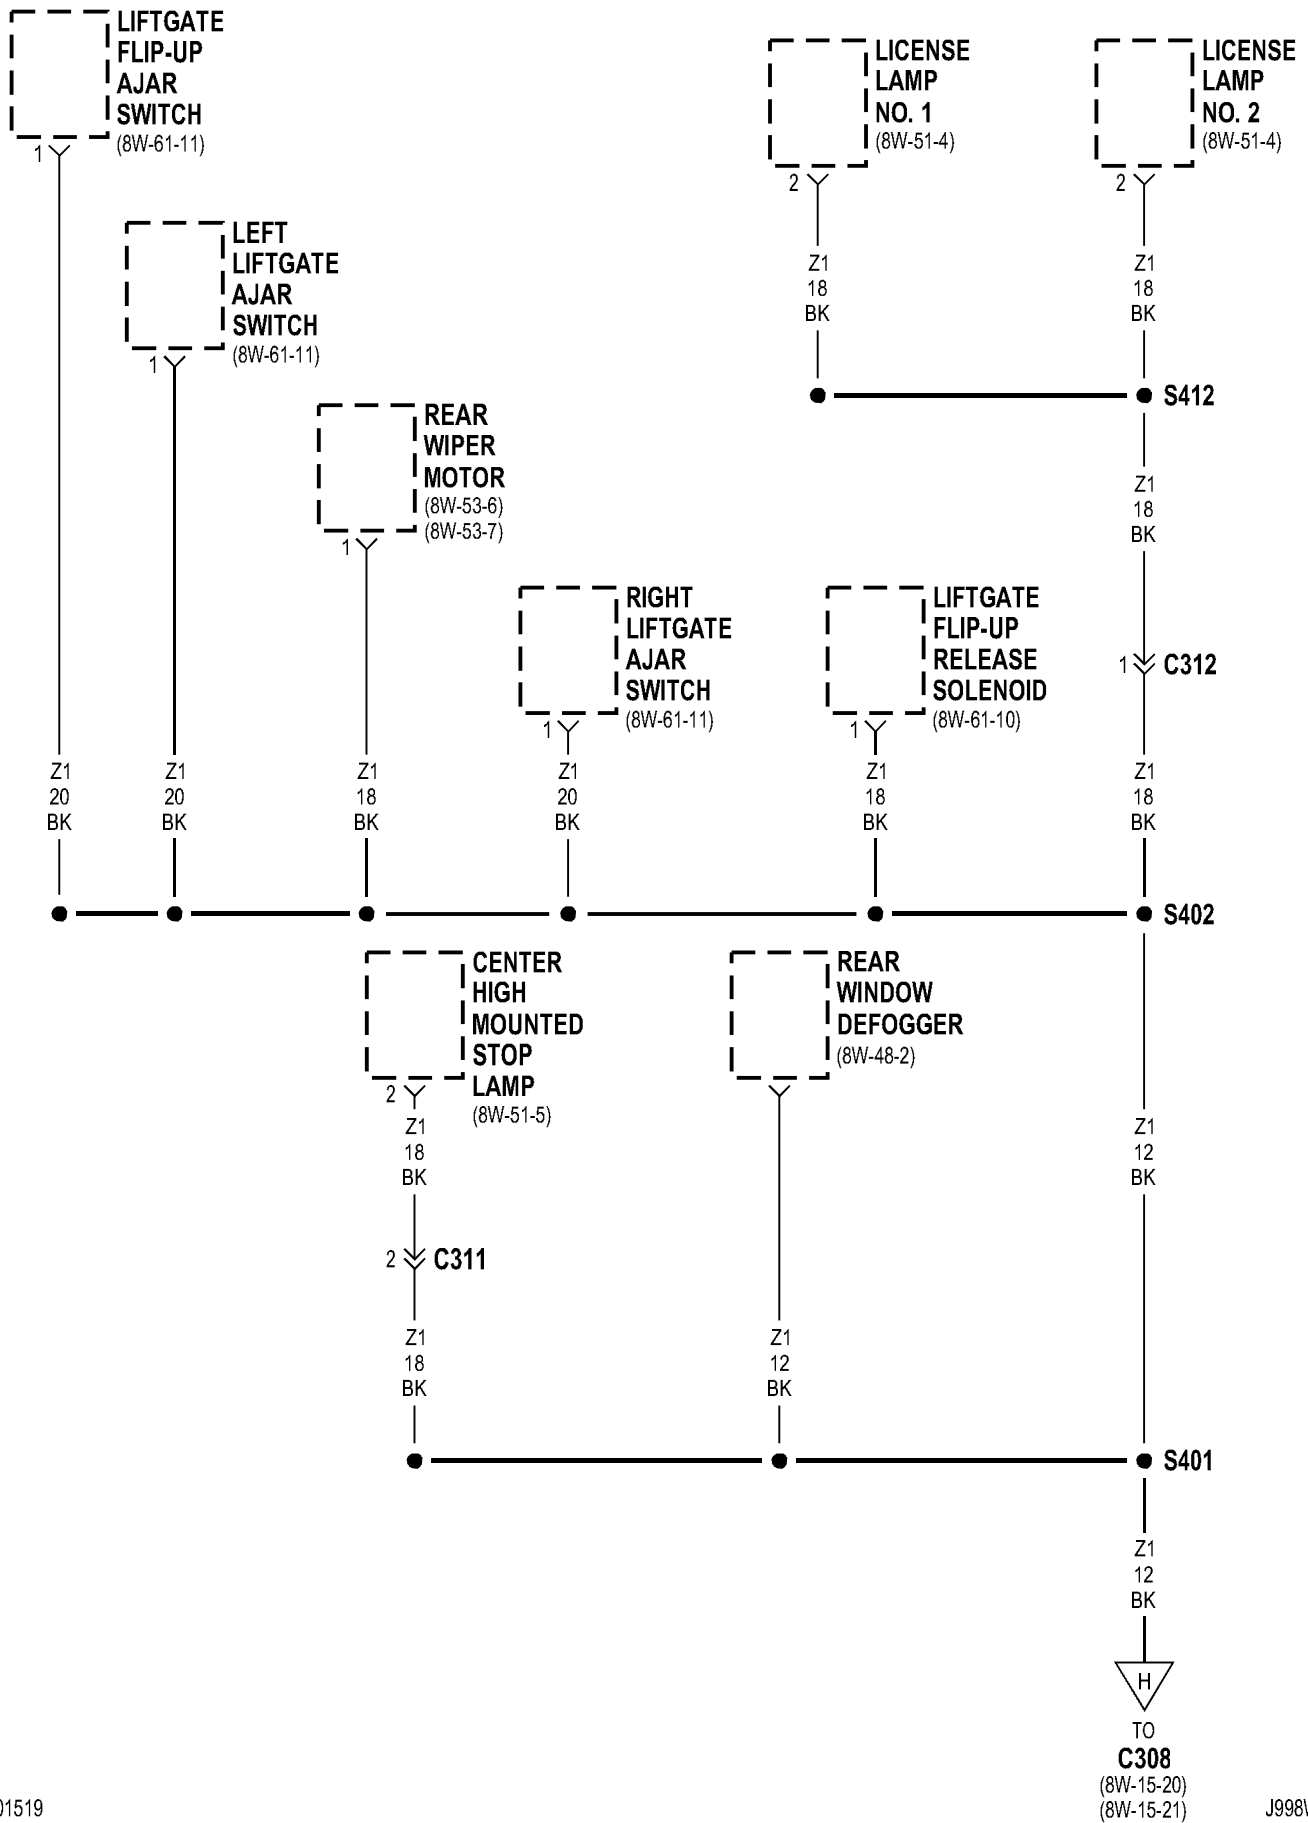 LIFTGATE
FLIP-UP
AJAR
SWITCH
(8W-61-11)
1
LICENSE
LAMP
NO. 1
(8W-51-4)
2
LICENSE
LAMP
NO. 2
(8W-51-4)
2
LEFT
LIFTGATE
AJAR
SWITCH
(8W-61-11)
1
Z1
18
BK
Z1
18
BK
S412
REAR
WIPER
MOTOR
(8W-53-6)
(8W-53-7)
1
Z1
18
BK
RIGHT
LIFTGATE
AJAR
SWITCH
(8W-61-11)
1
LIFTGATE
FLIP-UP
RELEASE
SOLENOID
(8W-61-10)
1
1
C312
Z1
20
BK
Z1
20
BK
Z1
18
BK
Z1
20
BK
Z1
18
BK
Z1
18
BK
S402
CENTER
HIGH
MOUNTED
STOP
LAMP
(8W-51-5)
2
REAR
WINDOW
DEFOGGER
(8W-48-2)
Z1
18
BK
Z1
12
BK
2
C311
Z1
18
BK
Z1
12
BK
S401
Z1
12
BK
H
TO
C308
(8W-15-20)
(8W-15-21)
01519
J998